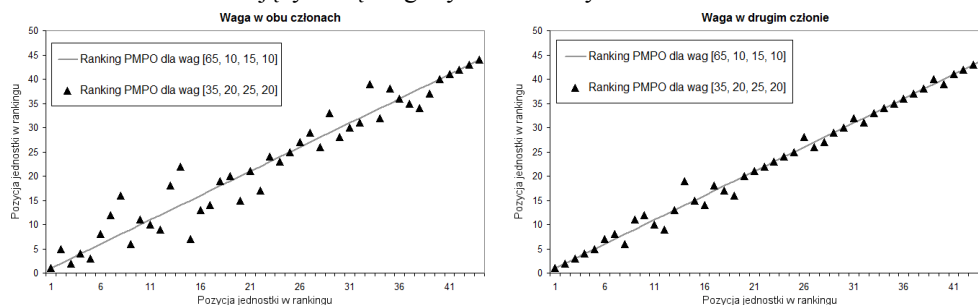 Waga w obu członach
50
45
40
35
30
25
20
15
10
5
0
Ranking PMPO dla wag [65, 10, 15, 10]
Ranking PMPO dla wag [35, 20, 25, 20]
Pozycja jednostki w rankingu
1 6 11 16 21 26 31 36 41
Pozycja jednostki w rankingu
Waga w drugim członie
50
45
40
35
30
25
20
15
10
5
0
Ranking PMPO dla wag [65, 10, 15, 10]
Ranking PMPO dla wag [35, 20, 25, 20]
Pozycja jednostki w rankingu
1 6 11 16 21 26 31 36 41
Pozycja jednostki w rankingu